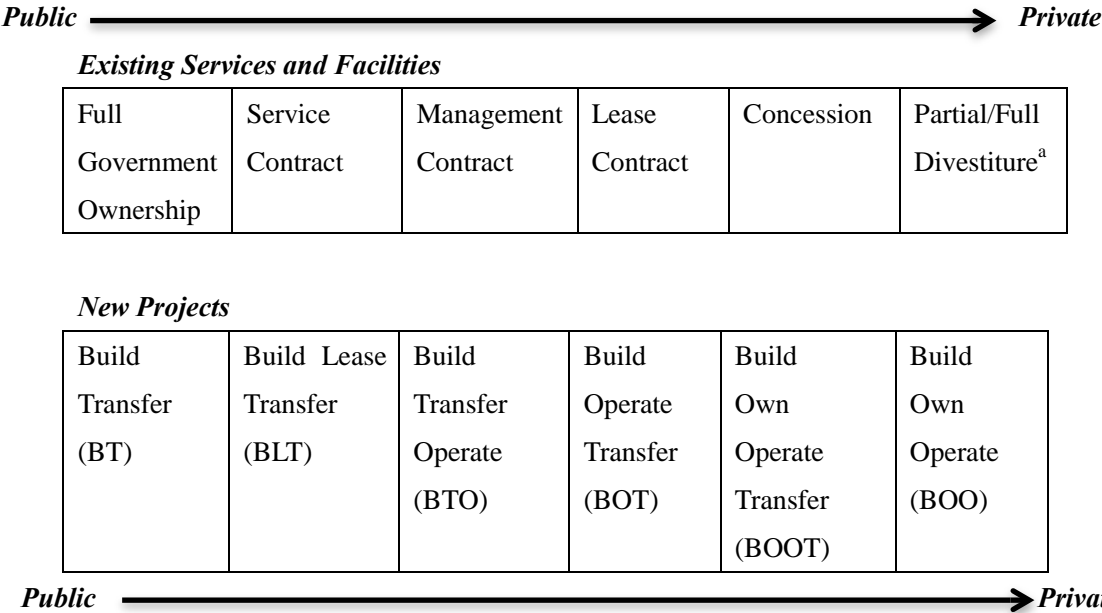 Public Private
Existing Services and Facilities
Full Government Ownership
Service Contract
Management Contract
Lease Contract
Concession
Partial/Full Divestiture^a
New Projects
Build Transfer (BT)
Build Lease Transfer (BLT)
Build Transfer Operate (BTO)
Build Operate Transfer (BOT)
Build Own Operate Transfer (BOOT)
Build Own Operate (BOO)
Public